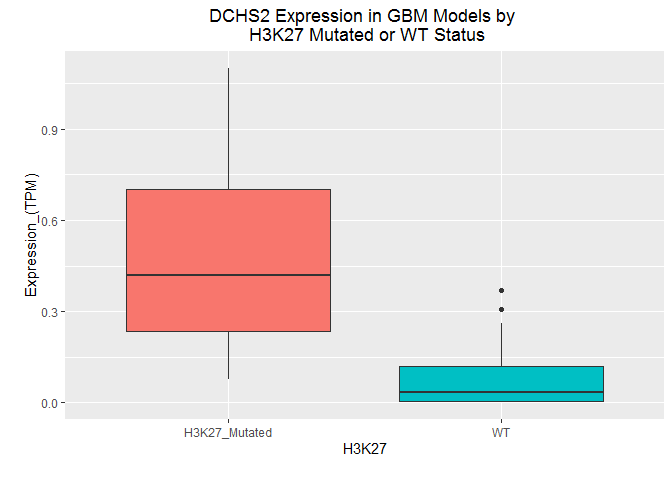 DCHS2 Expression in GBM Models by
H3K27 Mutated or WT Status
Expression_(TPM)
0.9
0.6
0.3
0.0
H3K27_Mutated
WT
H3K27